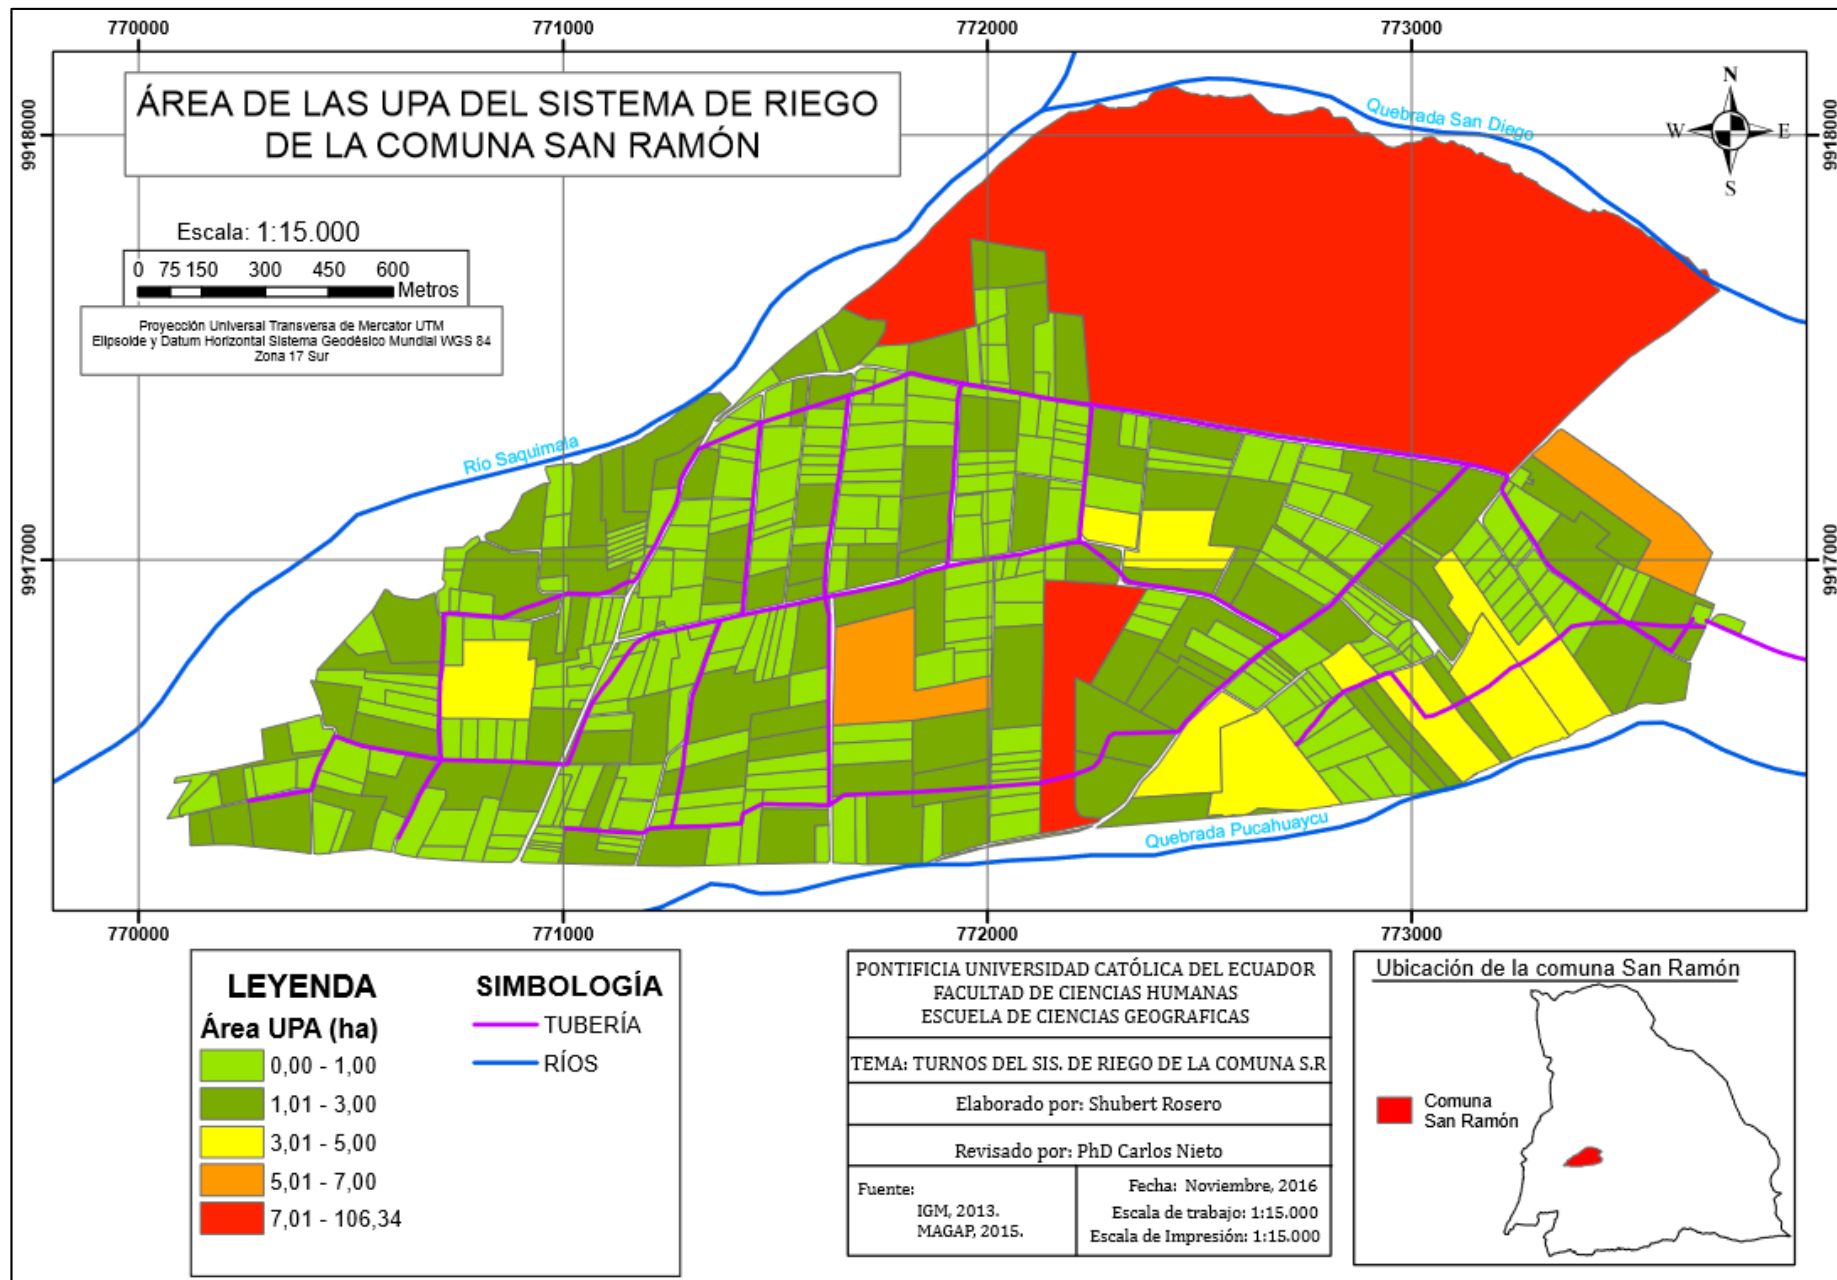 770000
771000
772000
773000
ÁREA DE LAS UPA DEL SISTEMA DE RIEGO
DE LA COMUNA SAN RAMÓN
9918000
9918000
Quebrada San Diego
N
W
E
S
Escala: 1:15.000
0 75 150 300 450 600
Metros
Proyección Universal Transversa de Mercator UTM
Elipsoide y Datum Horizontal Sistema Geodésico Mundial WGS 84
Zona 17 Sur
Río Saquimala
9917000
9917000
Quebrada Pucahuaycu
770000
771000
772000
773000
LEYENDA
Área UPA (ha)
0,00 - 1,00
1,01 - 3,00
3,01 - 5,00
5,01 - 7,00
7,01 - 106,34
SIMBOLOGÍA
TUBERÍA
RÍOS
PONTIFICIA UNIVERSIDAD CATÓLICA DEL ECUADOR
FACULTAD DE CIENCIAS HUMANAS
ESCUELA DE CIENCIAS GEOGRAFICAS
TEMA: TURNOS DEL SIS. DE RIEGO DE LA COMUNA S.R
Elaborado por: Shubert Rosero
Revisado por: PhD Carlos Nieto
Fuente:
IGM, 2013.
MAGAP, 2015.
Fecha: Noviembre, 2016
Escala de trabajo: 1:15.000
Escala de Impresión: 1:15.000
Ubicación de la comuna San Ramón
Comuna
San Ramón